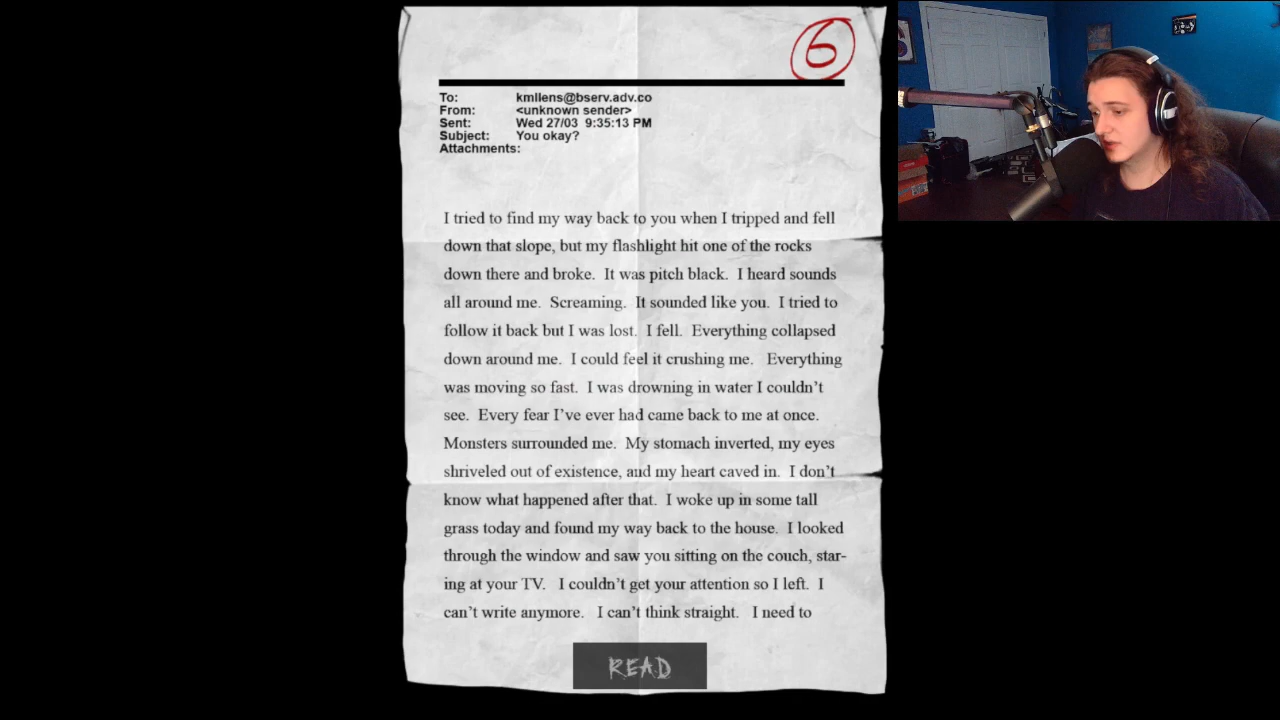 6
To: kmllens@bserv.adv.co
From: <unknown sender>
Sent: Wed 27/03 9:35:13 PM
Subject: You okay?
Attachments:
I tried to find my way back to you when I tripped and fell
down that slope, but my flashlight hit one of the rocks
down there and broke. It was pitch black. I heard sounds
all around me. Screaming. It sounded like you. I tried to
follow it back but I was lost. I fell. Everything collapsed
down around me. I could feel it crushing me. Everything
was moving so fast. I was drowning in water I couldn't
see. Every fear I've ever had came back to me at once.
Monsters surrounded me. My stomach inverted, my eyes
shriveled out of existence, and my heart caved in. I don't
know what happened after that. I woke up in some tall
grass today and found my way back to the house. I looked
through the window and saw you sitting on the couch, star-
ing at your TV. I couldn't get your attention so I left. I
can't write anymore. I can't think straight. I need to
READ